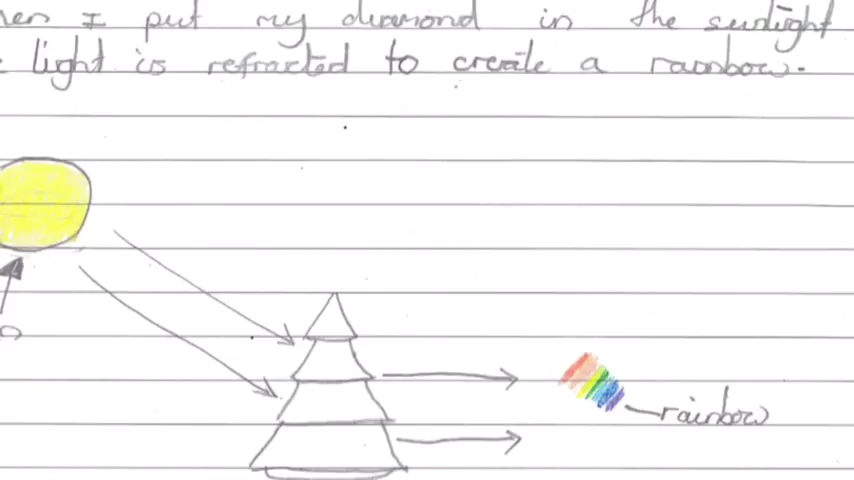 I put my diamond in the sunlight
light is refracted to create a rainbow.
rainbow